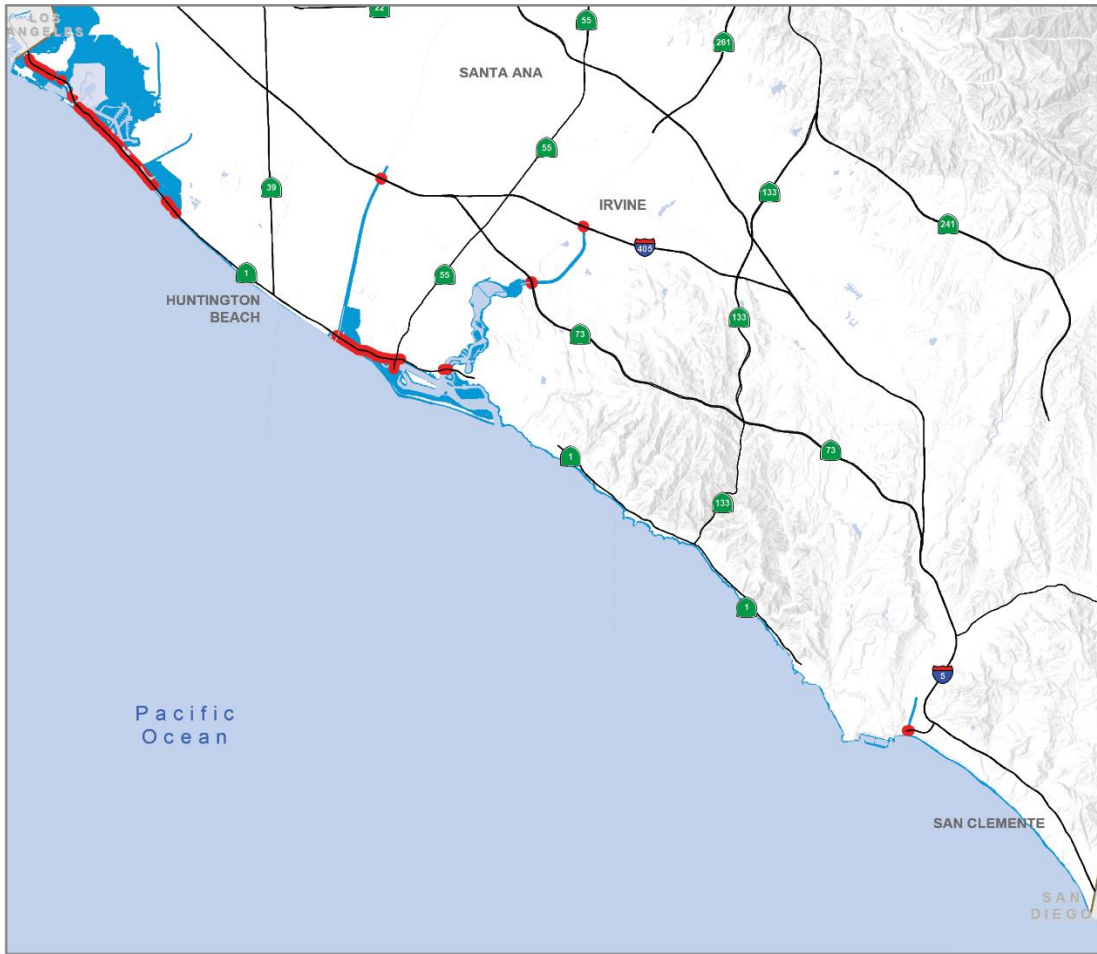 LOS
ANGELES
22
55
261
SANTA ANA
55
39
133
IRVINE
241
405
1
55
HUNTINGTON
BEACH
133
73
1
73
133
1
5
Pacific
Ocean
SAN CLEMENTE
SAN
DIEGO